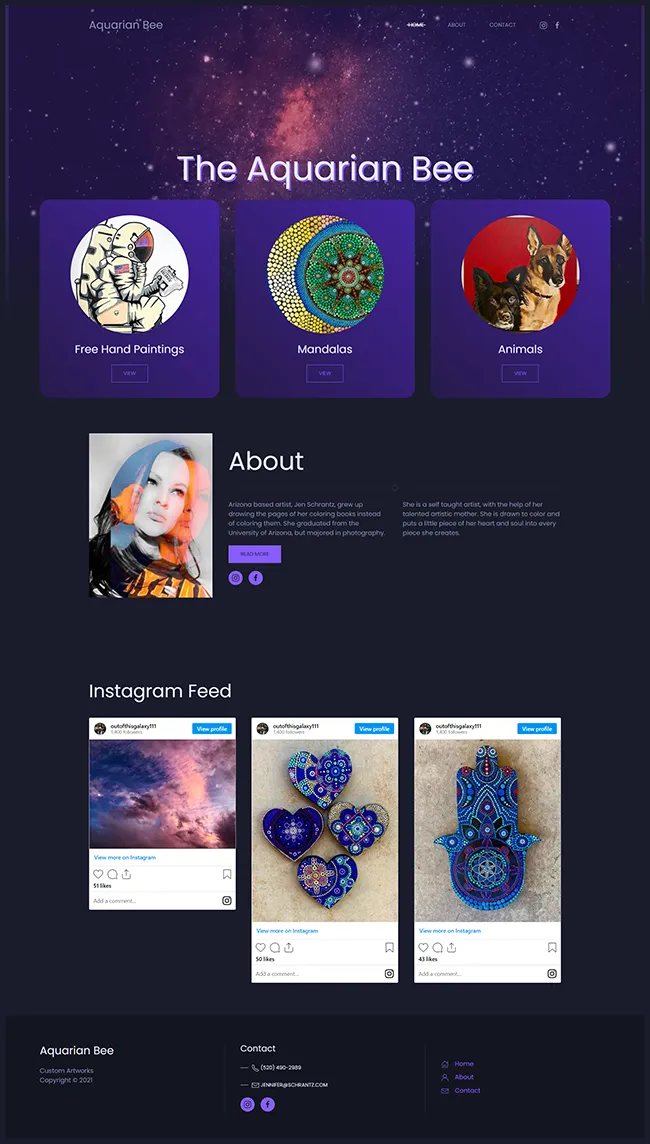 Aquarian Bee
HOME ABOUT CONTACT
The Aquarian Bee
Free Hand Paintings
VIEW
Mandalas
VIEW
Animals
VIEW
About
Arizona based artist, Jen Schrantz, grew up
drawing the pages of her coloring books instead
of coloring them. She graduated from the
University of Arizona, but majored in photography.
She is a self taught artist, with the help of her
talented artistic mother. She is drawn to color and
puts a little piece of her heart and soul into every
piece she creates.
READ MORE
Instagram Feed
outofthisgalaxy111
1,400 followers
View profile
View more on Instagram
51 likes
Add a comment...
outofthisgalaxy111
1,400 followers
View profile
View more on Instagram
50 likes
Add a comment...
outofthisgalaxy111
1,400 followers
View profile
View more on Instagram
43 likes
Add a comment...
Aquarian Bee
Custom Artworks
Copyright © 2021
Contact
(520) 490-2989
JENNIFER@SCHRANTZ.COM
Home
About
Contact